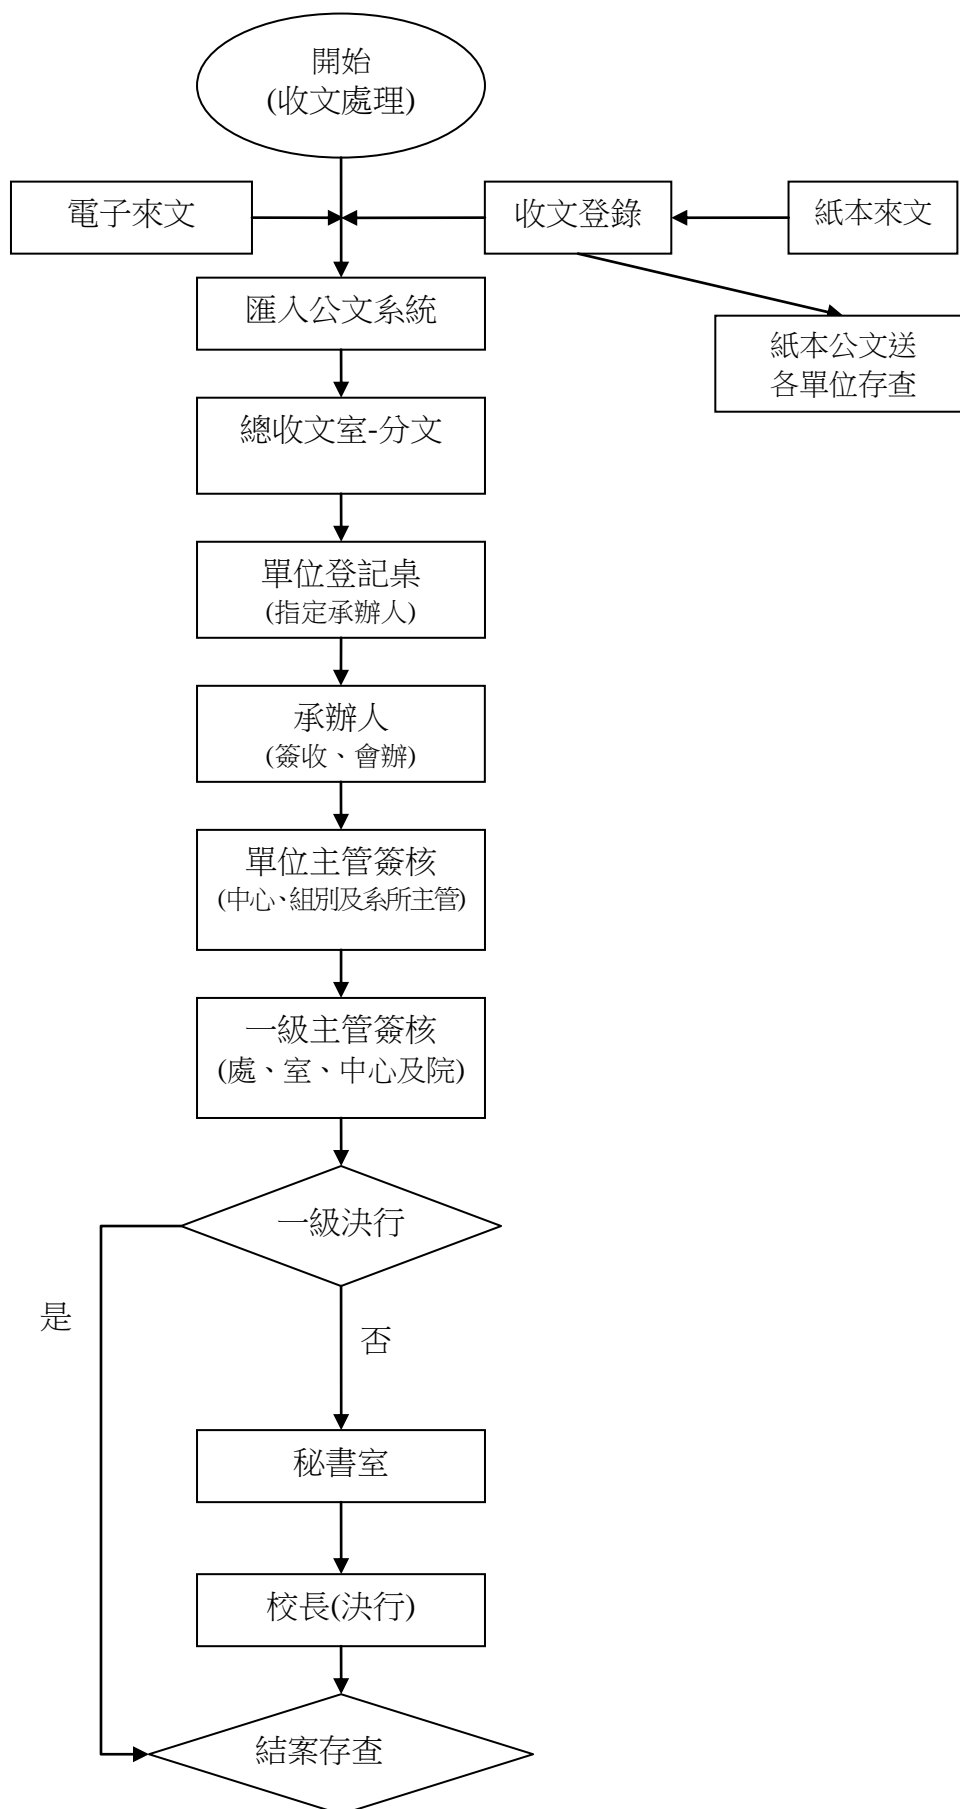 開始
(收文處理)
電子來文
收文登錄
紙本來文
匯入公文系統
紙本公文送
各單位存查
總收文室-分文
單位登記桌
(指定承辦人)
承辦人
(簽收、會辦)
單位主管簽核
(中心、組別及系所主管)
一級主管簽核
(處、室、中心及院)
一級決行
是
否
秘書室
校長(決行)
結案存查